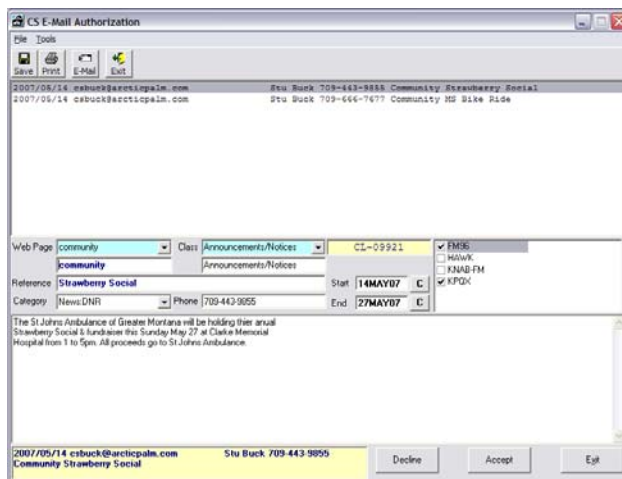 CS E-Mail Authorization
File Tools
Save Print E-Mail Exit
2007/05/14 csbuck@arcticpalm.com Stu Buck 709-443-9855 Community Strawberry Social
2007/05/14 csbuck@arcticpalm.com Stu Buck 709-666-7677 Community MS Bike Ride
Web Page community Class Announcements/Notices CL-09921 FM96
HAWK
community Announcements/Notices KNAB-FM
Reference Strawberry Social Start 14MAY07 C KPQX
Category News:DNR Phone 709-443-9855 End 27MAY07 C
The St.Johns Ambulance of Greater Montana will be holding thier anual
Strawberry Social & fundraiser this Sunday May 27 at Clarke Memorial
Hospital from 1 to 5pm. All proceeds go to St.Johns Ambulance.
2007/05/14 csbuck@arcticpalm.com Stu Buck 709-443-9855
Community Strawberry Social
Decline Accept Exit